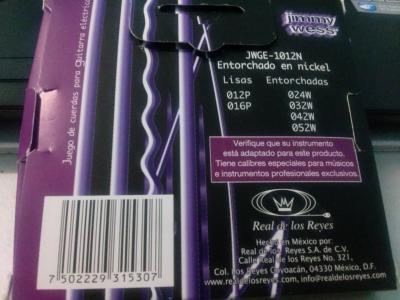 jimmy
wess
JWGE-1012N
Entorchado en nickel
Lisas Entorchadas
012P 024W
016P 032W
042W
052W
Juego de cuerdas para guitarra eléctrica
Verifique que su instrumento
está adaptado para este producto.
Tiene calibres especiales para músicos
e instrumentos profesionales exclusivos.
Real de los Reyes
Hecho en México por:
Real de los Reyes S.A. de C.V.
Calle Real de los Reyes No. 321,
Col. Los Reyes Coyoacán, 04330 México, D.F.
www.realdelosreyes.com realdelosreyes.com
7 502229 315307